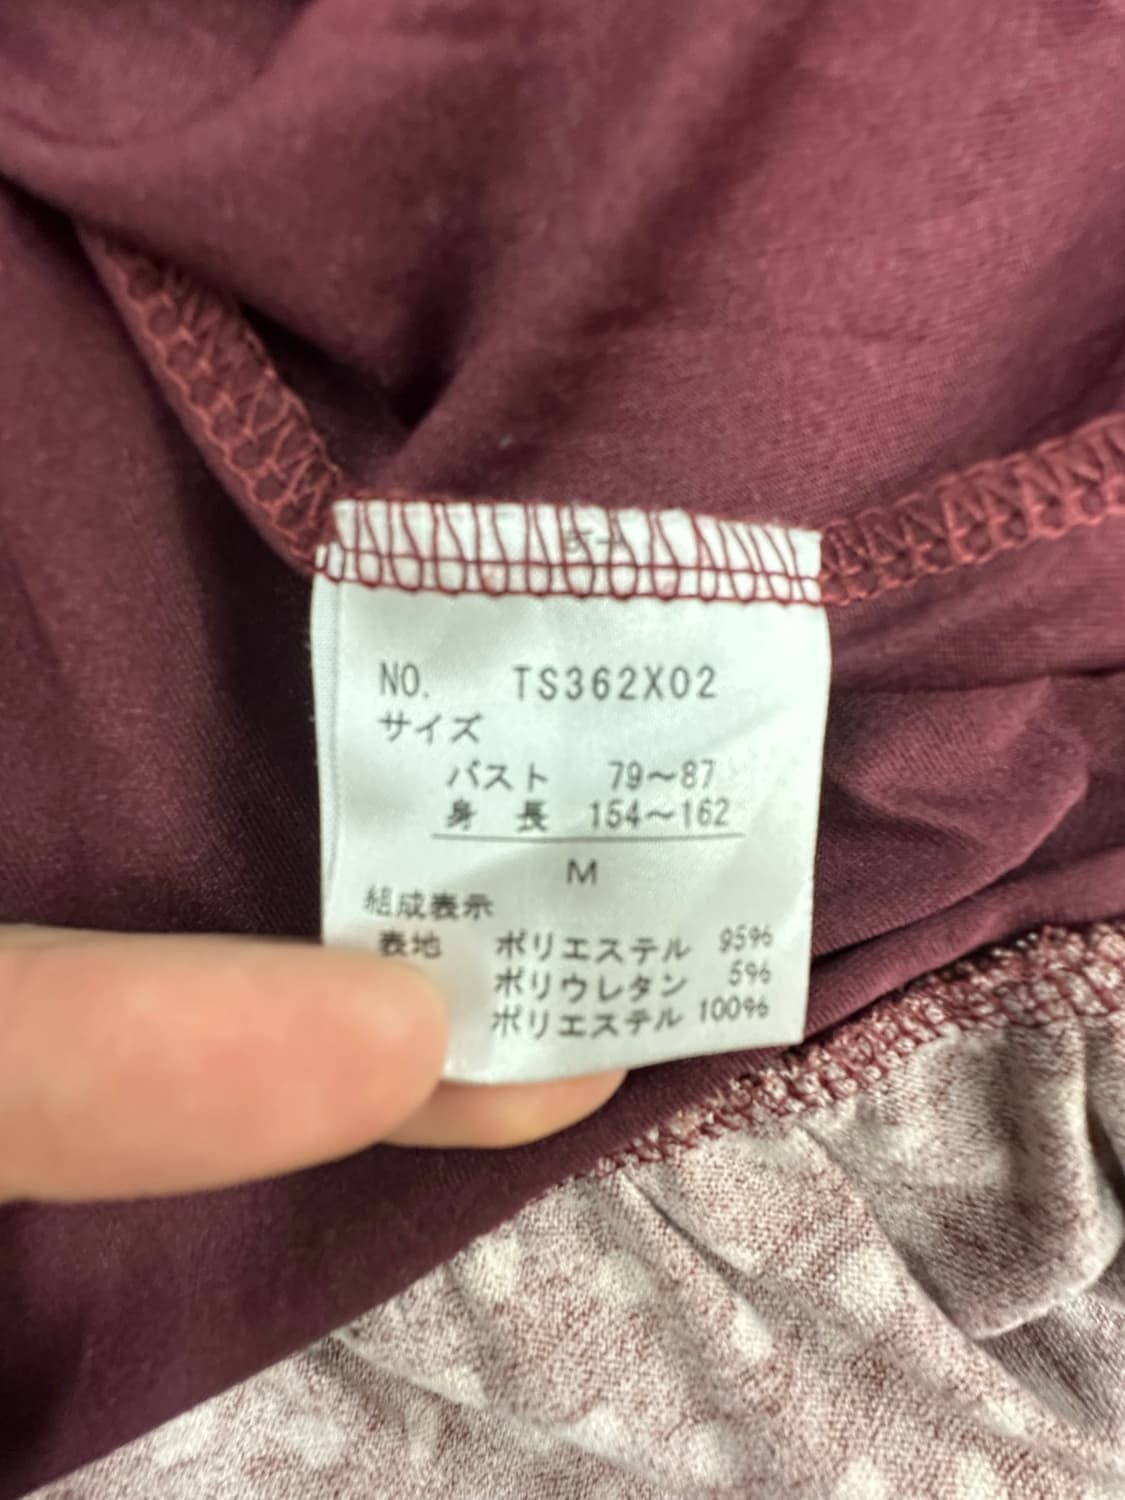 NO. TS362X02
サイズ
バスト 79～87
身 長 154～162
M
組成表示
表地 ポリエステル 95%
ポリウレタン 5%
ポリエステル 100%